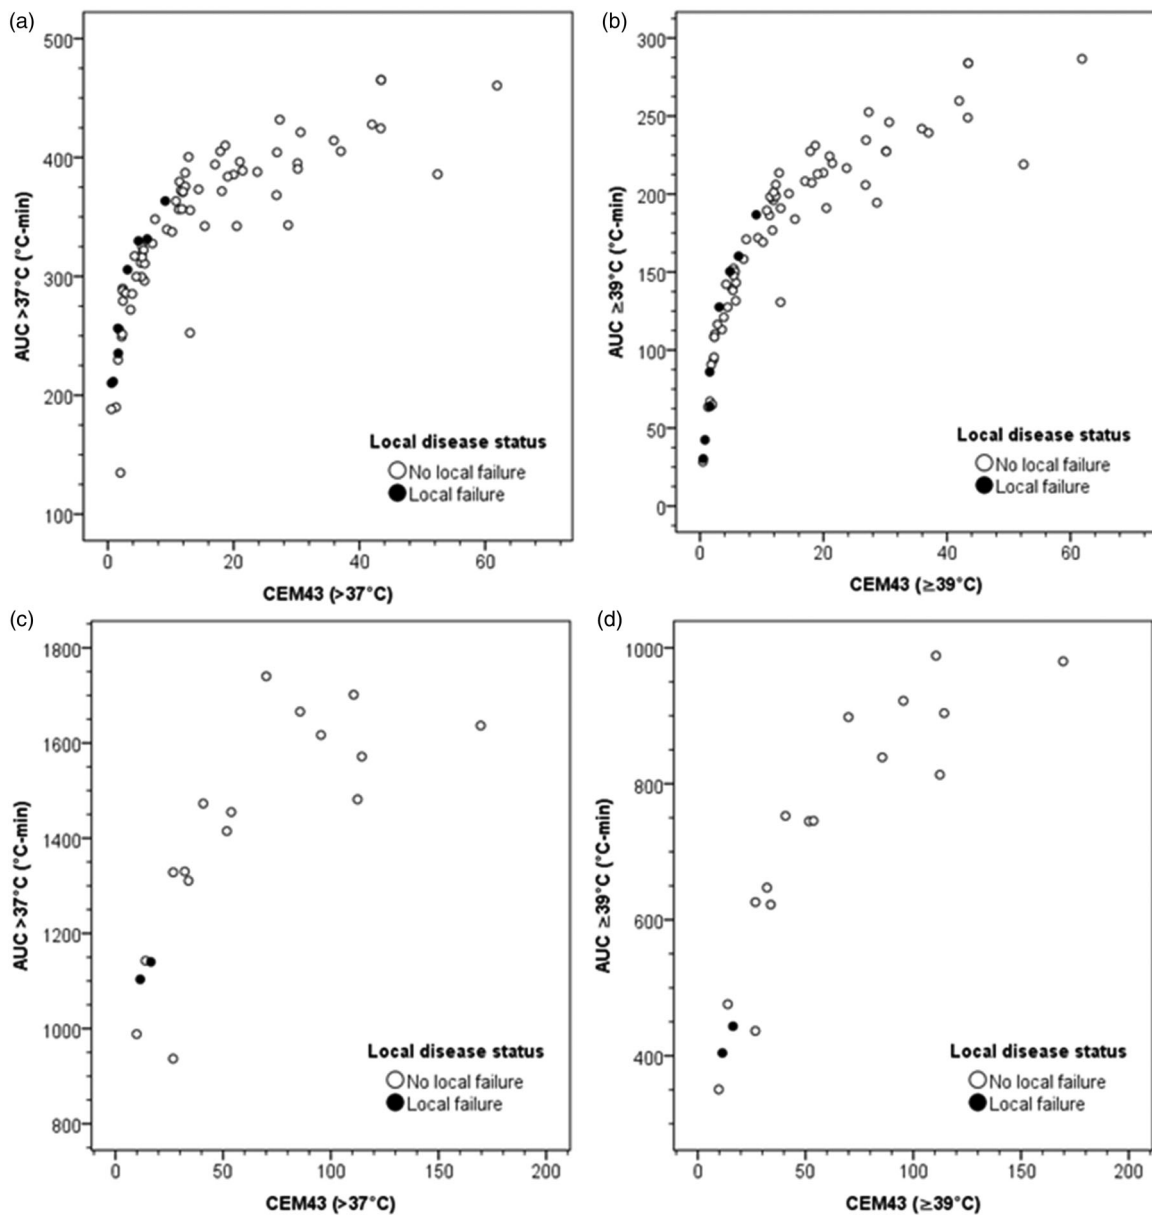 (a)
500
400
300
200
100
AUC >37°C (°C-min)
Local disease status
No local failure
Local failure
0 20 40 60
CEM43 (>37°C)
(b)
300
250
200
150
100
50
0
AUC ≥39°C (°C-min)
Local disease status
No local failure
Local failure
0 20 40 60
CEM43 (≥39°C)
(c)
1800
1600
1400
1200
1000
800
AUC >37°C (°C-min)
Local disease status
No local failure
Local failure
0 50 100 150 200
CEM43 (>37°C)
(d)
1000
800
600
400
AUC ≥39°C (°C-min)
Local disease status
No local failure
Local failure
0 50 100 150 200
CEM43 (≥39°C)